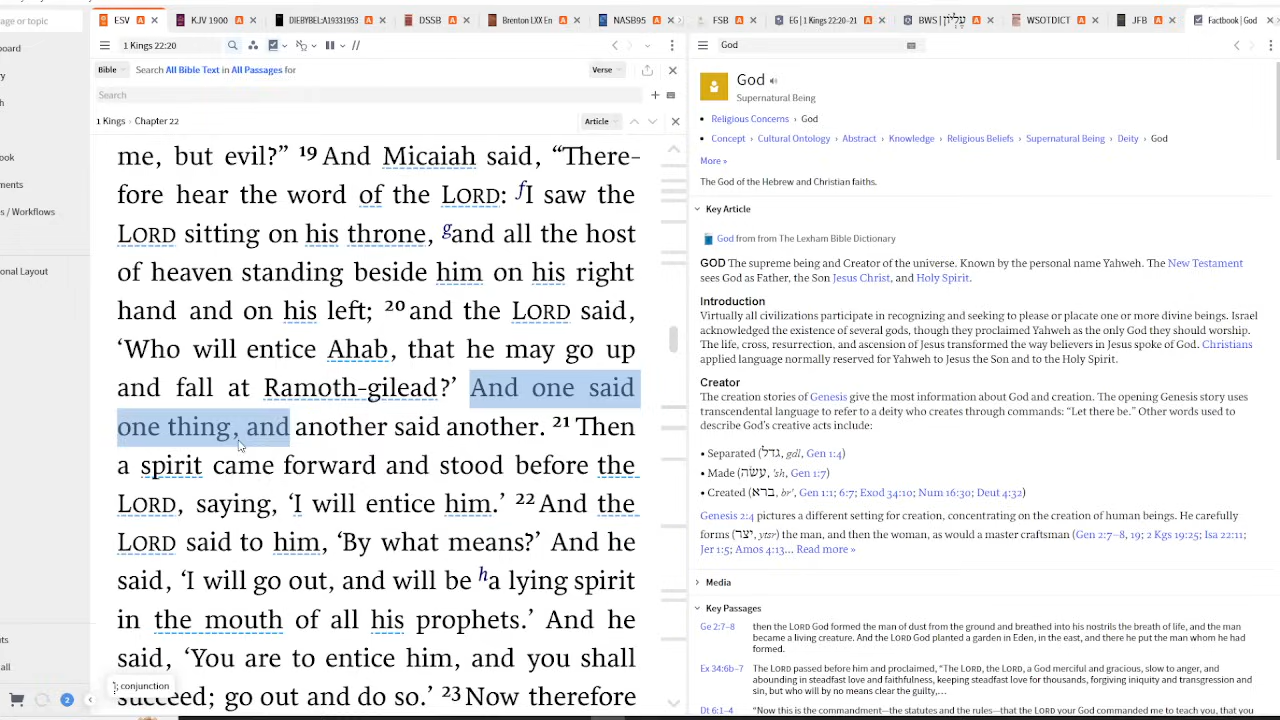 ge or topic
ESV
KJV 1900
DIEBYBEL:A19331953
DSSB
Brenton LXX En
NASB95
FSB
EG | 1 Kings 22:20–21
BWS | עֶלְיוֹן
WSOTDICT
JFB
Factbook | God
board
ry
h
ook
ments
s / Workflows
onal Layout
rts
all
2
1 Kings 22:20
Bible
Search All Bible Text in All Passages for
Verse
Search
1 Kings › Chapter 22
Article
me, but evil?” 19 And Micaiah said, “There-
fore hear the word of the LORD: f I saw the
LORD sitting on his throne, g and all the host
of heaven standing beside him on his right
hand and on his left; 20 and the LORD said,
‘Who will entice Ahab, that he may go up
and fall at Ramoth-gilead?’ And one said
one thing, and another said another. 21 Then
a spirit came forward and stood before the
LORD, saying, ‘I will entice him.’ 22 And the
LORD said to him, ‘By what means?’ And he
said, ‘I will go out, and will be h a lying spirit
in the mouth of all his prophets.’ And he
said, ‘You are to entice him, and you shall
succeed; go out and do so.’ 23 Now therefore
conjunction
God
God
Supernatural Being
• Religious Concerns › God
• Concept › Cultural Ontology › Abstract › Knowledge › Religious Beliefs › Supernatural Being › Deity › God
More »
The God of the Hebrew and Christian faiths.
Key Article
God from from The Lexham Bible Dictionary
GOD The supreme being and Creator of the universe. Known by the personal name Yahweh. The New Testament
sees God as Father, the Son Jesus Christ, and Holy Spirit.
Introduction
Virtually all civilizations participate in recognizing and seeking to please or placate one or more divine beings. Israel
acknowledged the existence of several gods, though they proclaimed Yahweh as the only God they should worship.
The life, cross, resurrection, and ascension of Jesus transformed the way believers in Jesus spoke of God. Christians
applied language normally reserved for Yahweh to Jesus the Son and to the Holy Spirit.
Creator
The creation stories of Genesis give the most information about God and creation. The opening Genesis story uses
transcendental language to refer to a deity who creates through commands: “Let there be.” Other words used to
describe God’s creative acts include:
• Separated (גדל, gdl, Gen 1:4)
• Made (עשׂה, 'sh, Gen 1:7)
• Created (ברא, br', Gen 1:1; 6:7; Exod 34:10; Num 16:30; Deut 4:32)
Genesis 2:4 pictures a different setting for creation, concentrating on the creation of human beings. He carefully
forms (יצר, ytsr) the man, and then the woman, as would a master craftsman (Gen 2:7–8, 19; 2 Kgs 19:25; Isa 22:11;
Jer 1:5; Amos 4:13… Read more »
Media
Key Passages
Ge 2:7–8 then the LORD God formed the man of dust from the ground and breathed into his nostrils the breath of life, and the man
became a living creature. And the LORD God planted a garden in Eden, in the east, and there he put the man whom he had
formed.
Ex 34:6b–7 The LORD passed before him and proclaimed, “The LORD, the LORD, a God merciful and gracious, slow to anger, and
abounding in steadfast love and faithfulness, keeping steadfast love for thousands, forgiving iniquity and transgression and
sin, but who will by no means clear the guilty,…
Dt 6:1–4 “Now this is the commandment—the statutes and the rules—that the LORD your God commanded me to teach you, that you